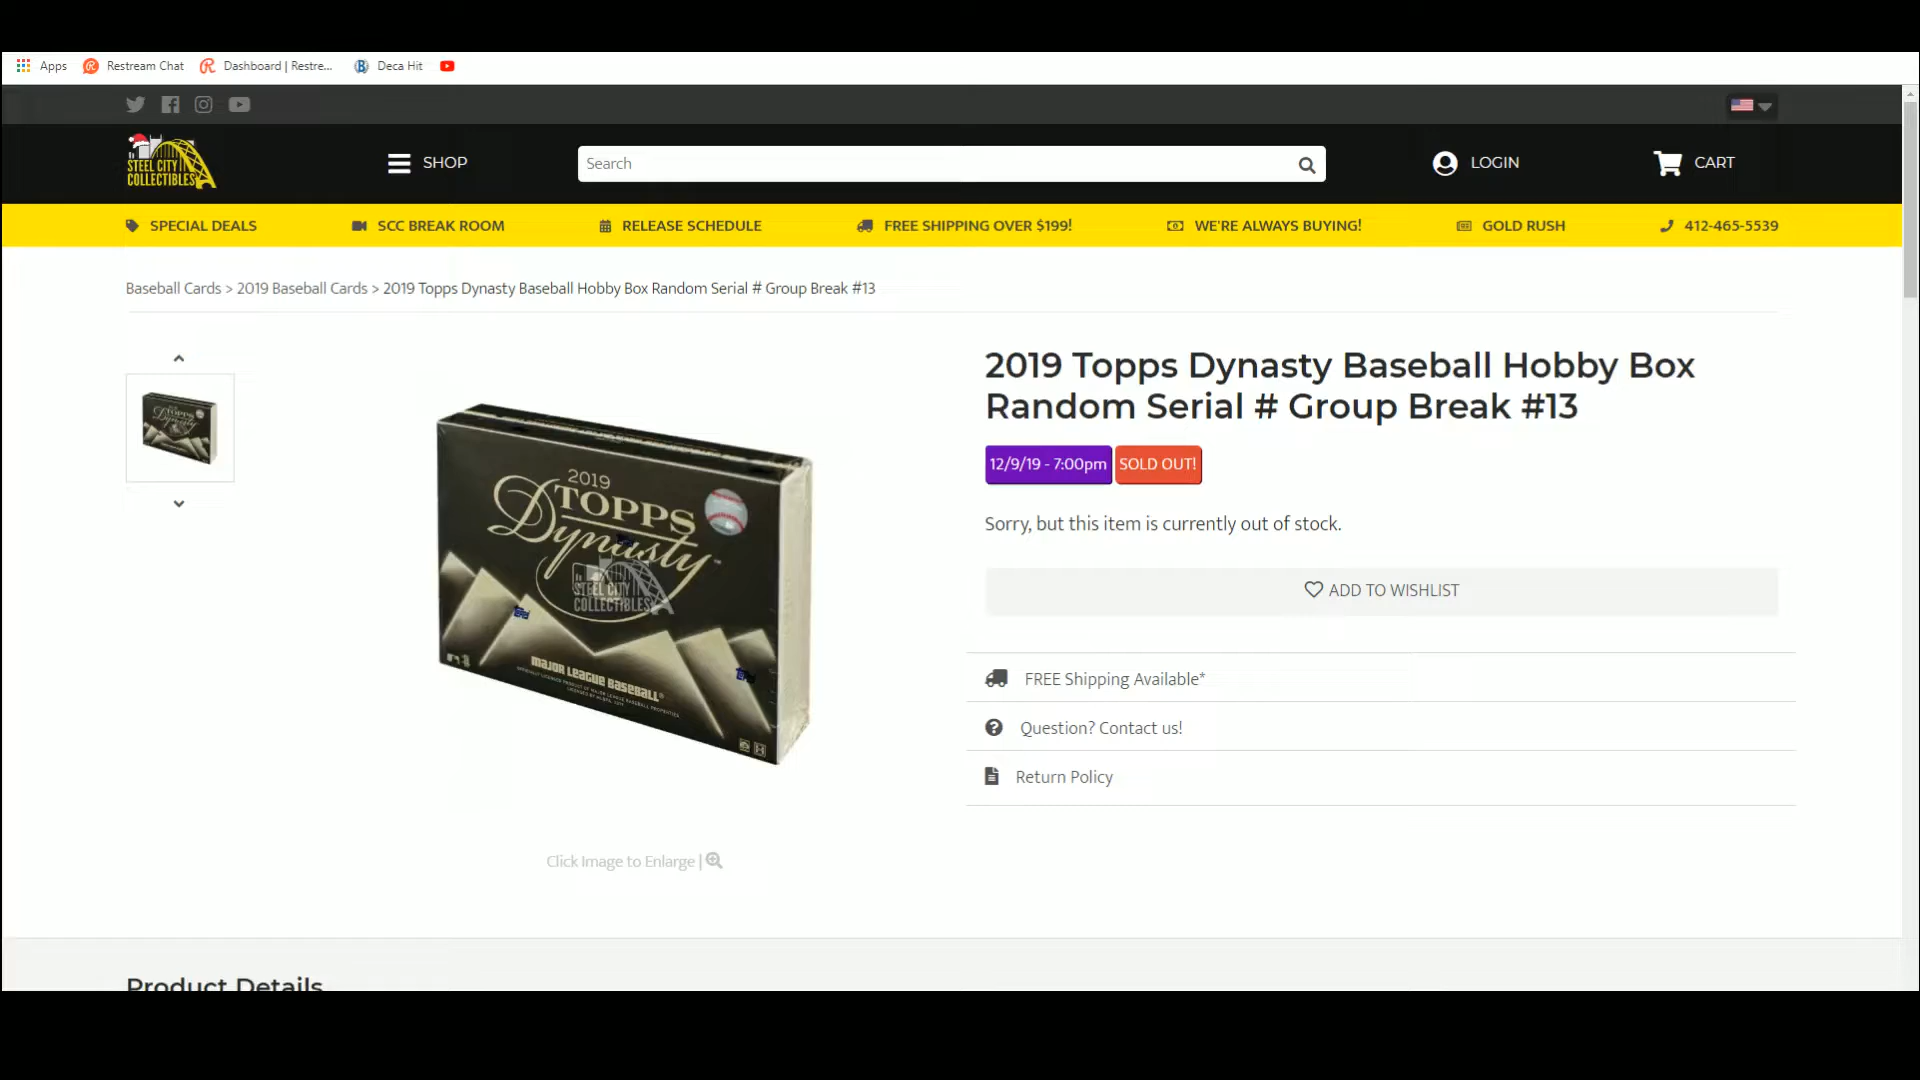 Apps
Restream Chat
Dashboard | Restre...
Deca Hit
STEEL CITY
COLLECTIBLES
SHOP
Search
LOGIN
CART
SPECIAL DEALS
SCC BREAK ROOM
RELEASE SCHEDULE
FREE SHIPPING OVER $199!
WE'RE ALWAYS BUYING!
GOLD RUSH
412-465-5539
Baseball Cards > 2019 Baseball Cards > 2019 Topps Dynasty Baseball Hobby Box Random Serial # Group Break #13
2019 Topps Dynasty Baseball Hobby Box
Random Serial # Group Break #13
12/9/19 - 7:00pm
SOLD OUT!
Sorry, but this item is currently out of stock.
ADD TO WISHLIST
FREE Shipping Available*
Question? Contact us!
Return Policy
2019
TOPPS
Dynasty
STEEL CITY
COLLECTIBLES
MAJOR LEAGUE BASEBALL
Click Image to Enlarge |
Product Details